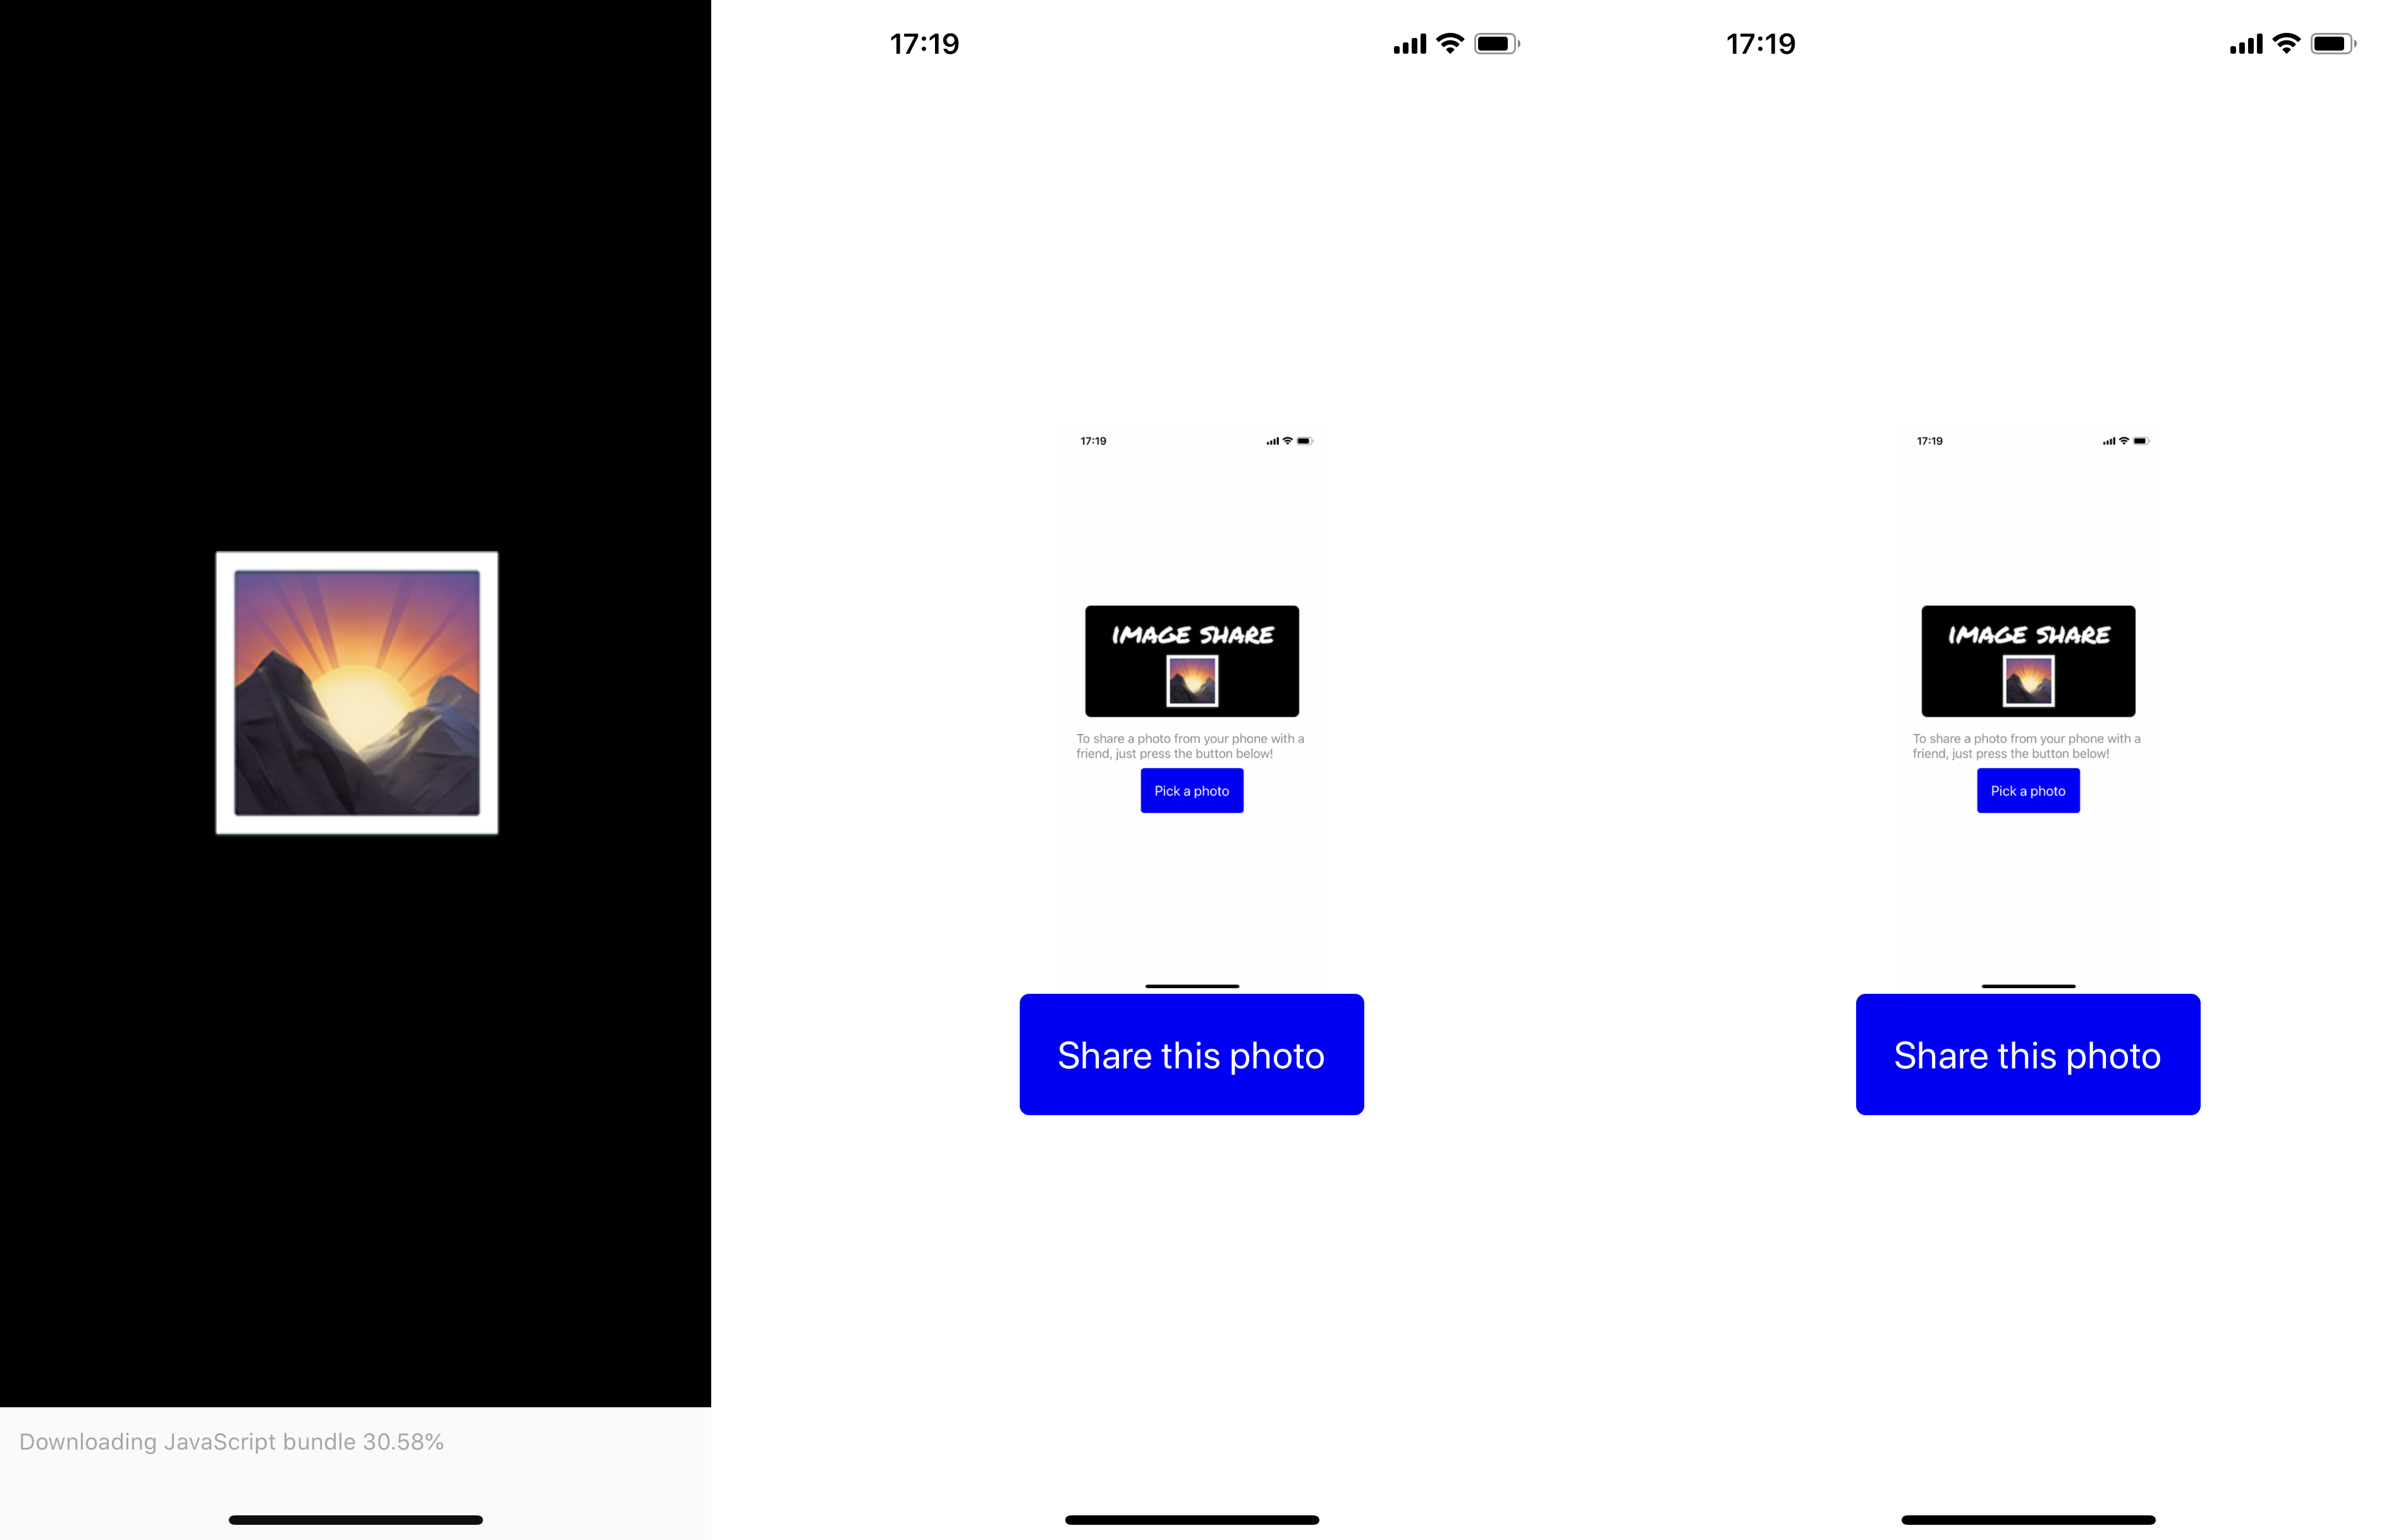 Downloading JavaScript bundle 30.58%
17:19
17:19
IMAGE SHARE
To share a photo from your phone with a
friend, just press the button below!
Pick a photo
Share this photo
17:19
17:19
IMAGE SHARE
To share a photo from your phone with a
friend, just press the button below!
Pick a photo
Share this photo